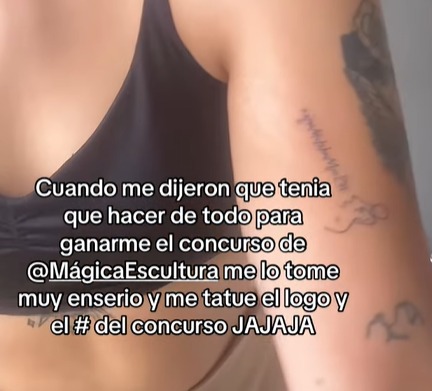 Cuando me dijeron que tenia
que hacer de todo para
ganarme el concurso de
@MágicaEscultura me lo tome
muy enserio y me tatue el logo y
el # del concurso JAJAJA